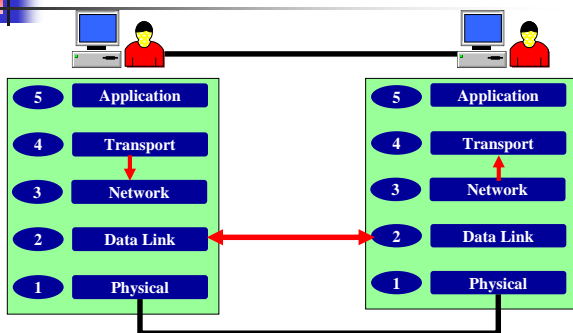 5 Application
4 Transport
3 Network
2 Data Link
1 Physical
5 Application
4 Transport
3 Network
2 Data Link
1 Physical